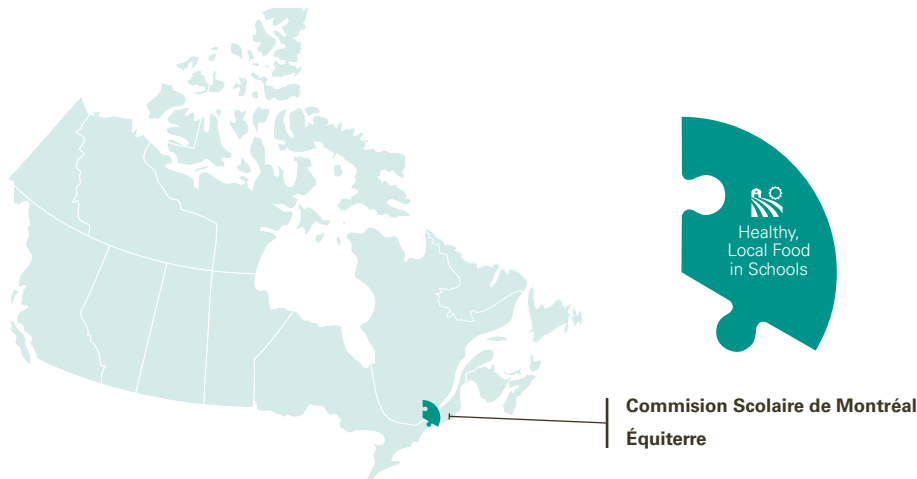 Healthy,
Local Food
in Schools
Commision Scolaire de Montréal
Équiterre